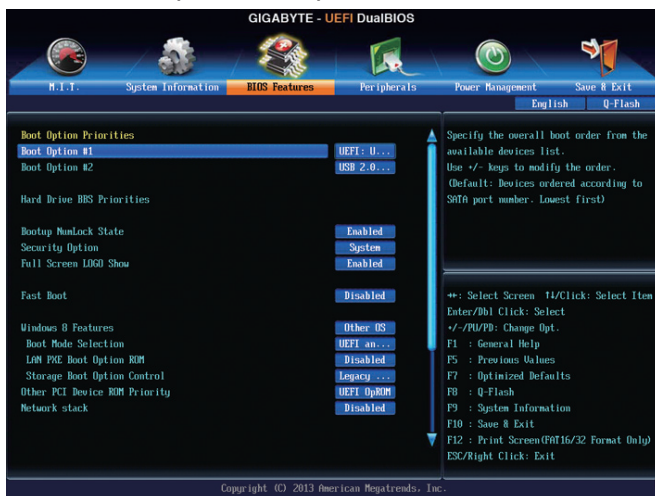 GIGABYTE - UEFI DualBIOS
M.I.T. System Information BIOS Features Peripherals Power Management Save & Exit
English Q-Flash
Boot Option Priorities
Boot Option #1 UEFI: U...
Boot Option #2 USB 2.0...
Hard Drive BBS Priorities
Bootup NumLock State Enabled
Security Option System
Full Screen LOGO Show Enabled
Fast Boot Disabled
Windows 8 Features Other OS
Boot Mode Selection UEFI an...
LAN PXE Boot Option ROM Disabled
Storage Boot Option Control Legacy ...
Other PCI Device ROM Priority UEFI OpROM
Network stack Disabled
Specify the overall boot order from the
available devices list.
Use +/- keys to modify the order.
(Default: Devices ordered according to
SATA port number. Lowest first)
↔: Select Screen ↑↓/Click: Select Item
Enter/Dbl Click: Select
+/-/PU/PD: Change Opt.
F1 : General Help
F5 : Previous Values
F7 : Optimized Defaults
F8 : Q-Flash
F9 : System Information
F10 : Save & Exit
F12 : Print Screen(FAT16/32 Format Only)
ESC/Right Click: Exit
Copyright (C) 2013 American Megatrends, Inc.